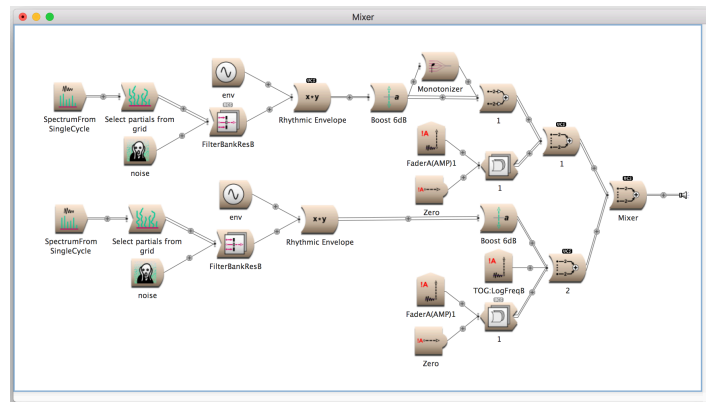 Mixer
Monotonizer
env
SpectrumFrom
SingleCycle
Select partials from
grid
VCS
x*y
Rhythmic Envelope
a
Boost 6dB
1
noise
FilterBankResB
!A
FaderA(AMP)1
1
Zero
1
Mixer
env
SpectrumFrom
SingleCycle
Select partials from
grid
x*y
Rhythmic Envelope
a
Boost 6dB
noise
FilterBankResB
!A
TOG:LogFreqB
2
!A
FaderA(AMP)1
1
!A
Zero